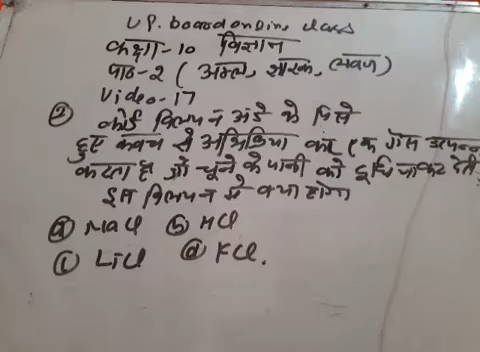 U.P. board online class
कक्षा-10 विज्ञान
पाठ-2 (अम्ल, क्षारक, लवण)
Video-17
② कोई विलयन अंडे के पिसे
हुए कवच से अभिक्रिया कर एक गैस उत्पन्न
करता है जो चूने के पानी को दूधिया कर देती
इस विलयन में क्या होगा
ⓐ NaCl ⓑ HCl
ⓒ LiCl ⓓ KCl.